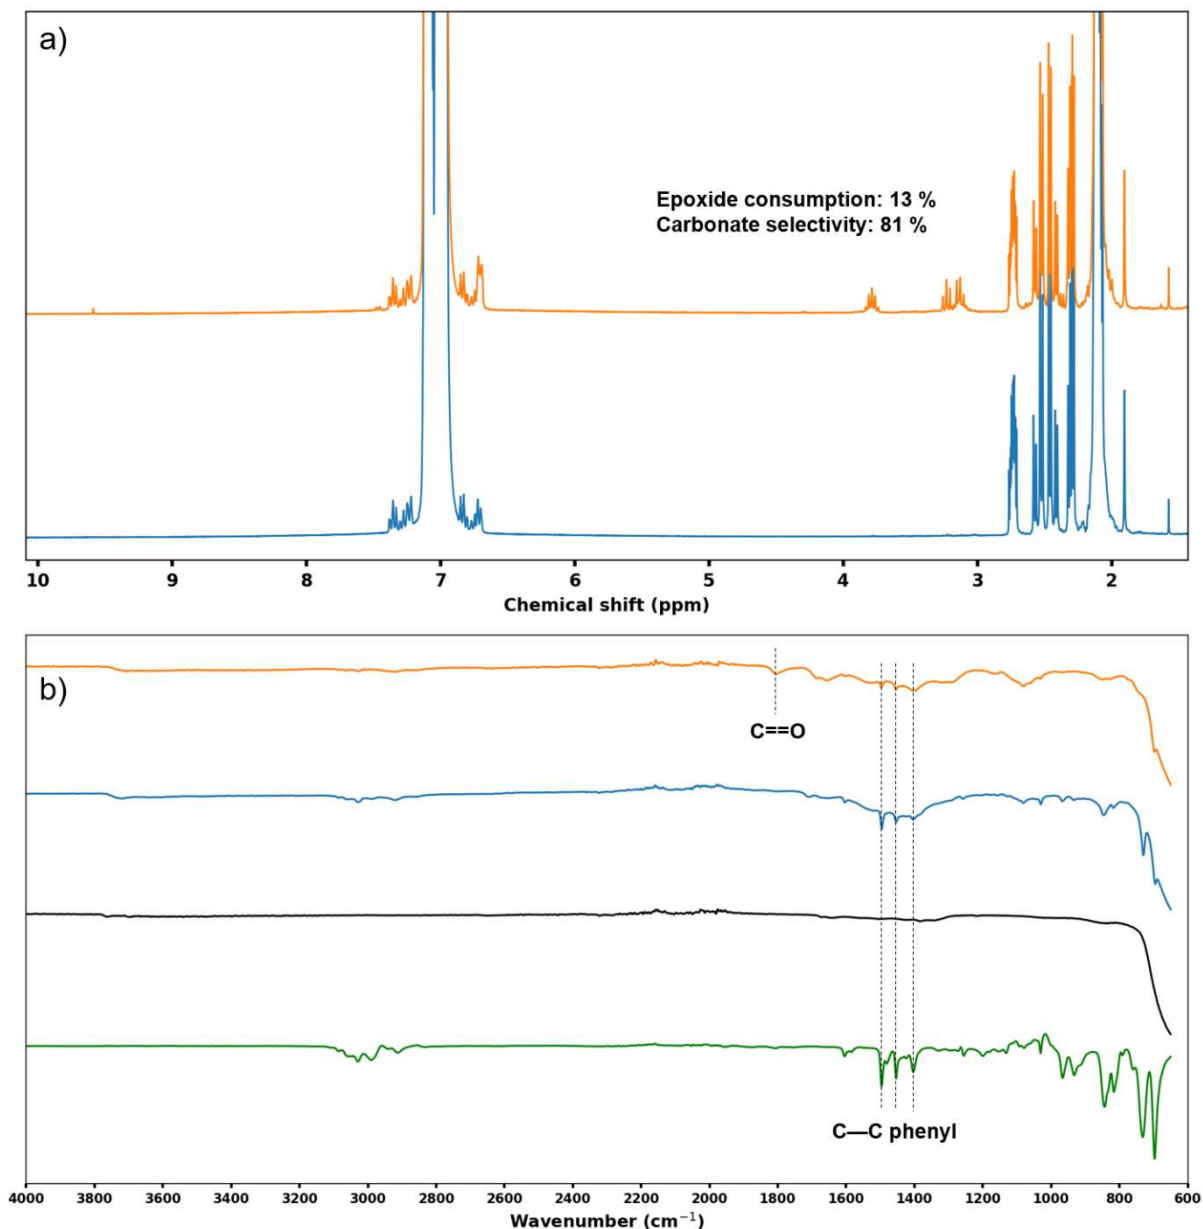 a)
Epoxide consumption: 13 %
Carbonate selectivity: 81 %
10 9 8 7 6 5 4 3 2
Chemical shift (ppm)
b)
C==O
C—C phenyl
4000 3800 3600 3400 3200 3000 2800 2600 2400 2200 2000 1800 1600 1400 1200 1000 800 600
Wavenumber (cm⁻¹)